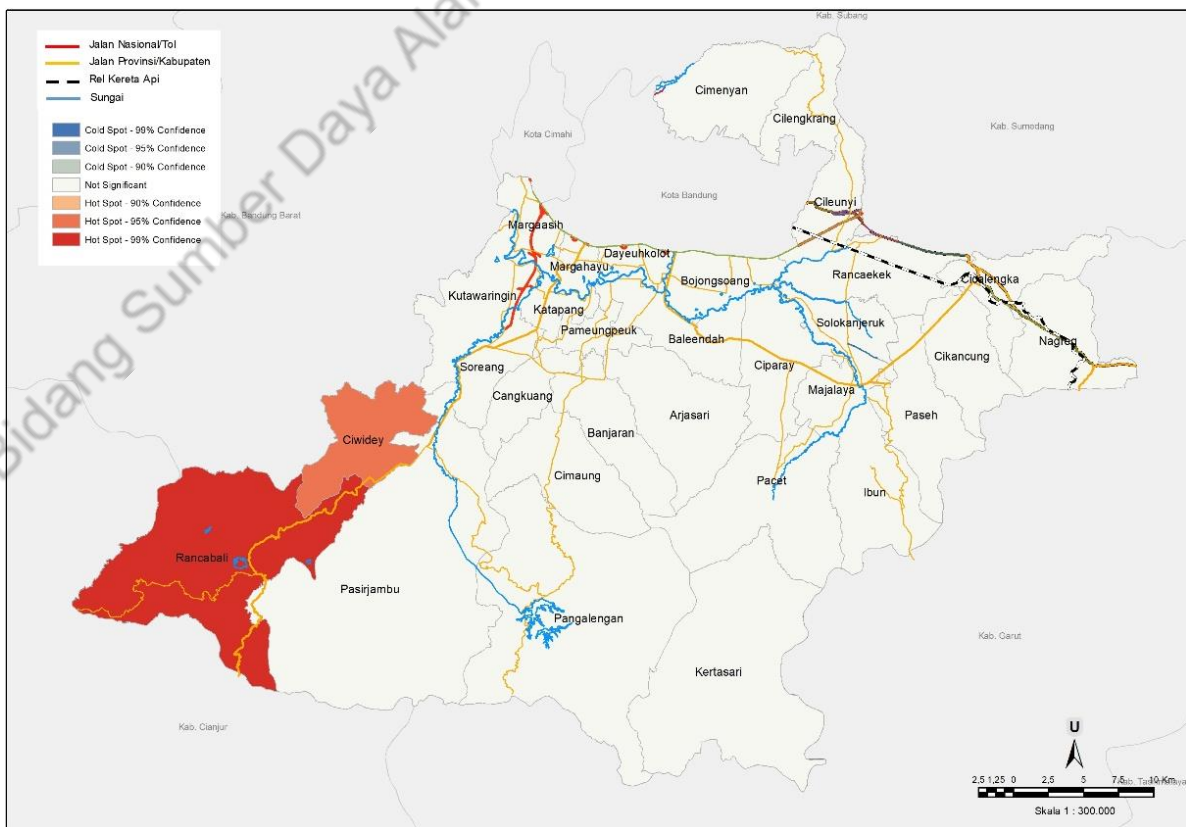 Bidang Sumber Daya Alam
Jalan Nasional/Tol
Jalan Provinsi/Kabupaten
Rel Kereta Api
Sungai
Cold Spot - 99% Confidence
Cold Spot - 95% Confidence
Cold Spot - 90% Confidence
Not Significant
Hot Spot - 90% Confidence
Hot Spot - 95% Confidence
Hot Spot - 99% Confidence
Kab. Subang
Cimenyan
Cilengkrang
Kab. Sumedang
Kota Cimahi
Kota Bandung
Kab. Bandung Barat
Cileunyi
Margaasih
Dayeuhkolot
Margahayu
Bojongsoang
Rancaekek
Cicalengka
Kutawaringin
Katapang
Pameungpeuk
Solokanjeruk
Baleendah
Nagreg
Cikancung
Soreang
Ciparay
Majalaya
Cangkuang
Arjasari
Paseh
Banjaran
Ciwidey
Cimaung
Pacet
Ibun
Rancabali
Pasirjambu
Pangalengan
Kab. Garut
Kertasari
Kab. Cianjur
U
2,5 1,25 0 2,5 5 7,5 10 Km
Kab. Tasikmalaya
Skala 1 : 300.000